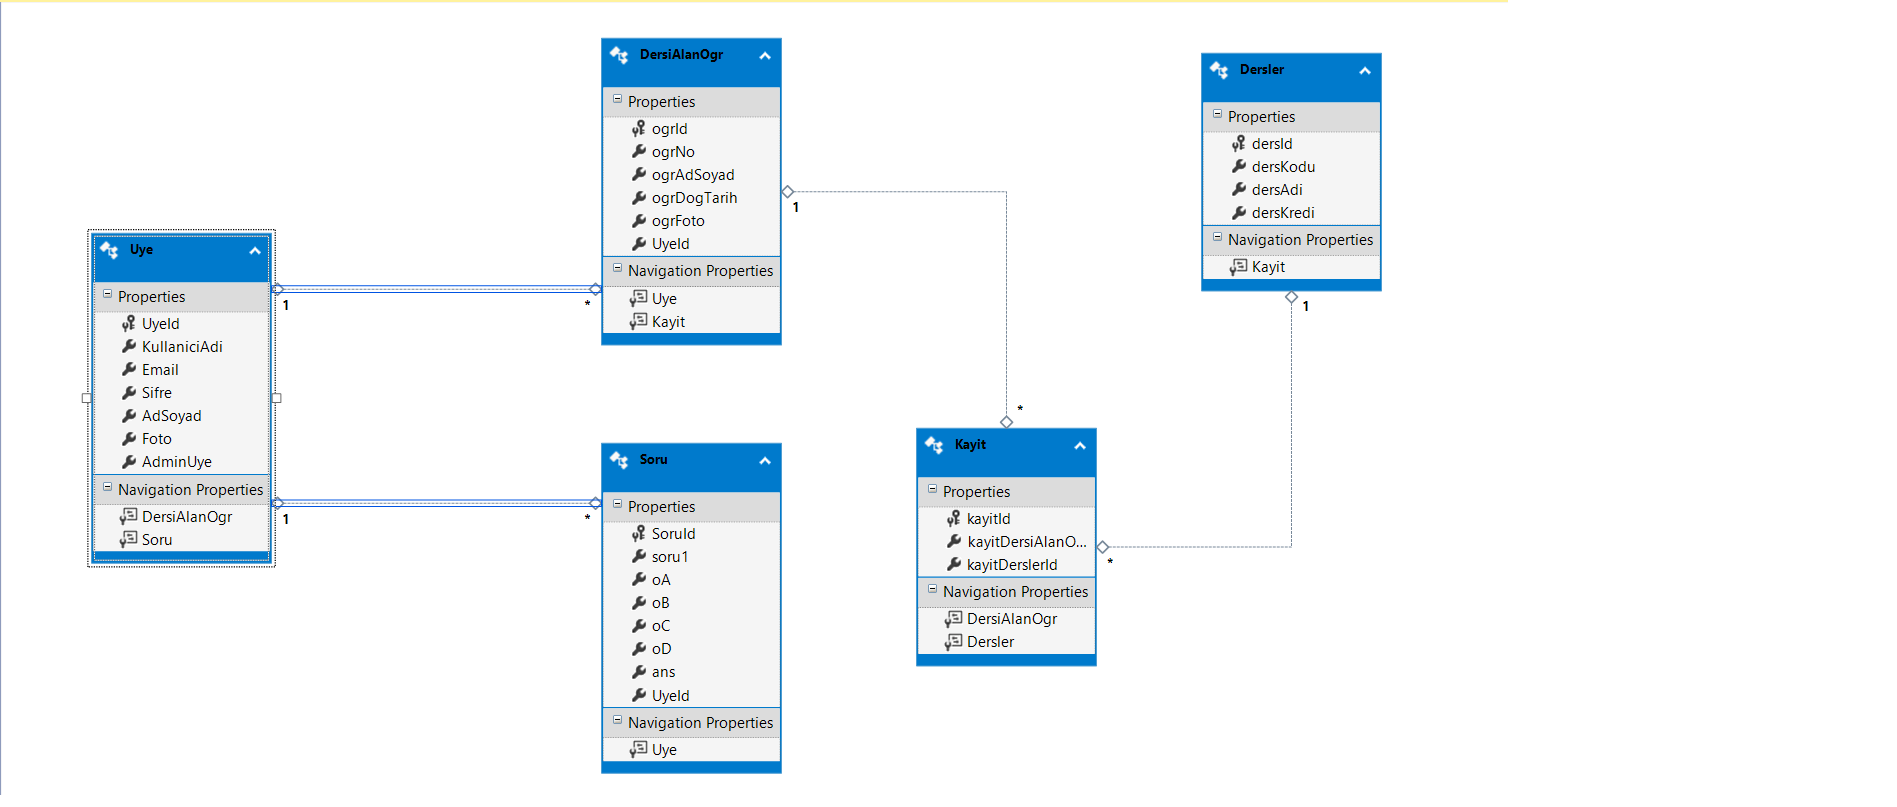 Uye
Properties
UyeId
KullaniciAdi
Email
Sifre
AdSoyad
Foto
AdminUye
Navigation Properties
DersiAlanOgr
Soru
1
*
1
*
DersiAlanOgr
Properties
ogrId
ogrNo
ogrAdSoyad
ogrDogTarih
ogrFoto
UyeId
Navigation Properties
Uye
Kayit
1
*
Soru
Properties
SoruId
soru1
oA
oB
oC
oD
ans
UyeId
Navigation Properties
Uye
Kayit
Properties
kayitId
kayitDersiAlanO...
kayitDerslerId
Navigation Properties
DersiAlanOgr
Dersler
*
1
Dersler
Properties
dersId
dersKodu
dersAdi
dersKredi
Navigation Properties
Kayit